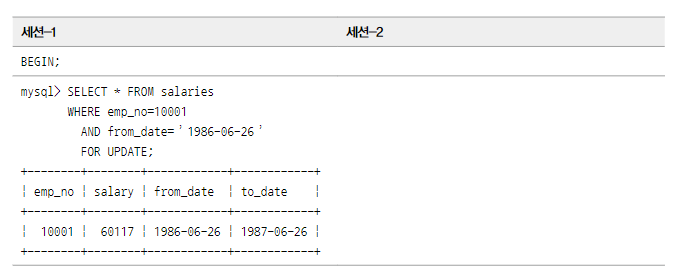 세션-1 세션-2
BEGIN;
mysql> SELECT * FROM salaries
WHERE emp_no=10001
AND from_date='1986-06-26'
FOR UPDATE;
+--------+--------+------------+------------+
| emp_no | salary | from_date | to_date |
+--------+--------+------------+------------+
| 10001 | 60117 | 1986-06-26 | 1987-06-26 |
+--------+--------+------------+------------+